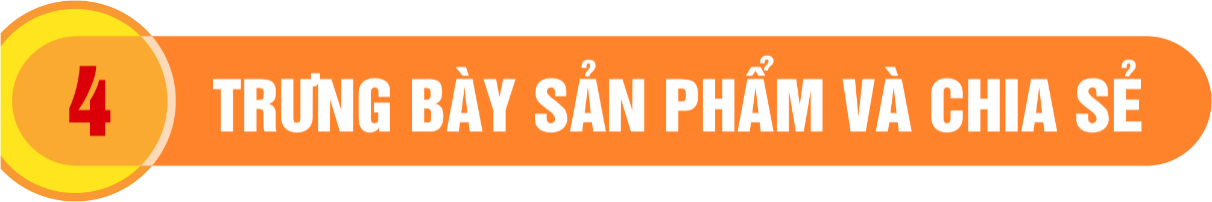 4
TRƯNG BÀY SẢN PHẨM VÀ CHIA SẺ